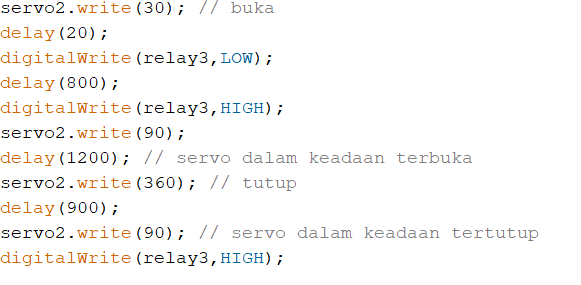 servo2.write(30); // buka
delay(20);
digitalWrite(relay3,LOW);
delay(800);
digitalWrite(relay3,HIGH);
servo2.write(90);
delay(1200); // servo dalam keadaan terbuka
servo2.write(360); // tutup
delay(900);
servo2.write(90); // servo dalam keadaan tertutup
digitalWrite(relay3,HIGH);